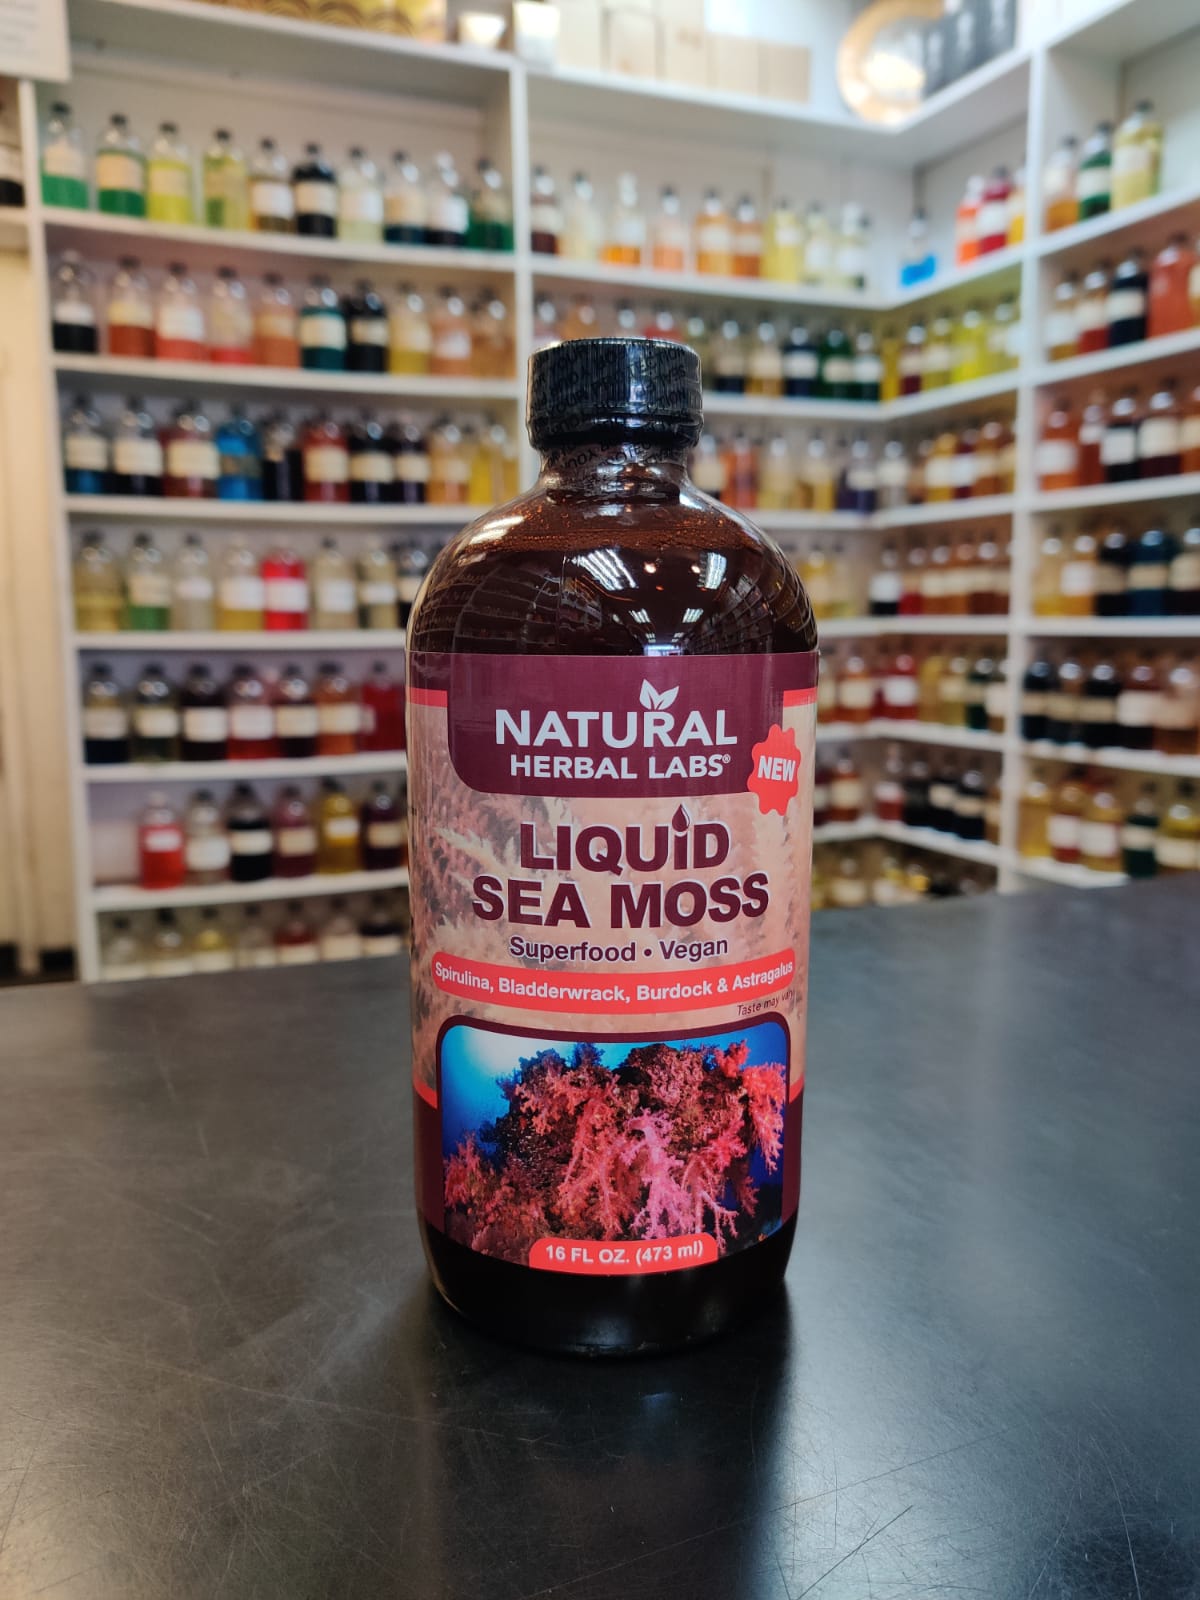 NATURAL
HERBAL LABS®
NEW
LIQUID
SEA MOSS
Superfood • Vegan
Spirulina, Bladderwrack, Burdock & Astragalus
Taste may vary
16 FL OZ. (473 ml)